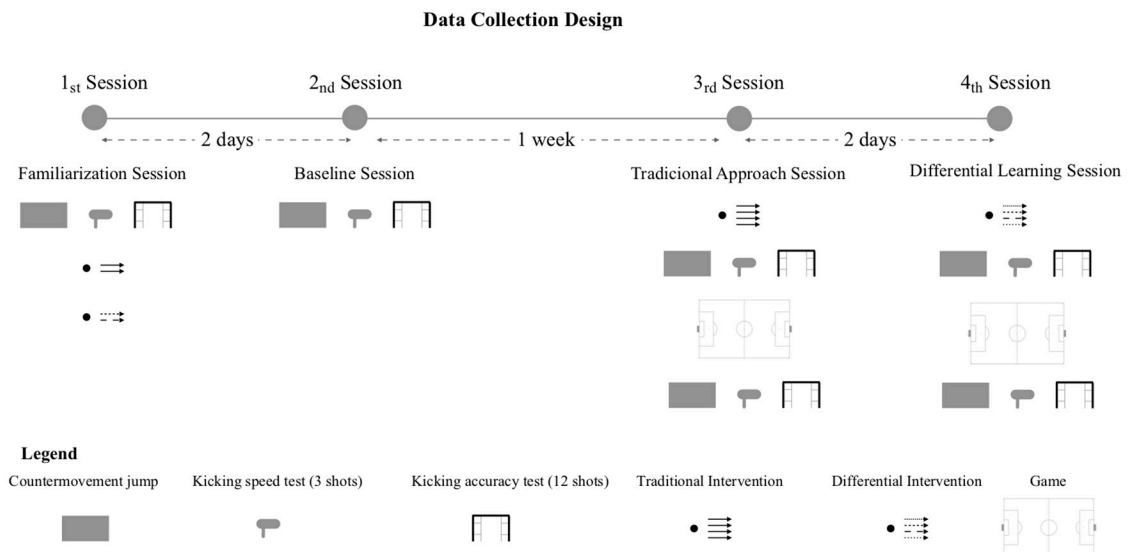 Data Collection Design
1st Session 2nd Session 3rd Session 4th Session
2 days 1 week 2 days
Familiarization Session Baseline Session Tradicional Approach Session Differential Learning Session
Legend
Countermovement jump Kicking speed test (3 shots) Kicking accuracy test (12 shots) Traditional Intervention Differential Intervention Game